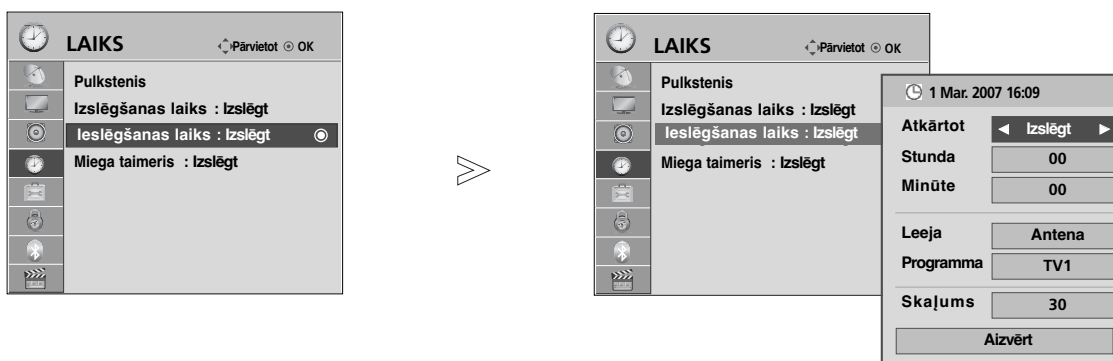 LAIKS Pārvietot OK
Pulkstenis
Izslēgšanas laiks : Izslēgt
Ieslēgšanas laiks : Izslēgt
Miega taimeris : Izslēgt
LAIKS Pārvietot OK
Pulkstenis
Izslēgšanas laiks : Izslēgt
Ieslēgšanas laiks : Izslēgt
Miega taimeris : Izslēgt
1 Mar. 2007 16:09
Atkārtot ◀ Izslēgt ▶
Stunda 00
Minūte 00
Leeja Antena
Programma TV1
Skaļums 30
Aizvērt